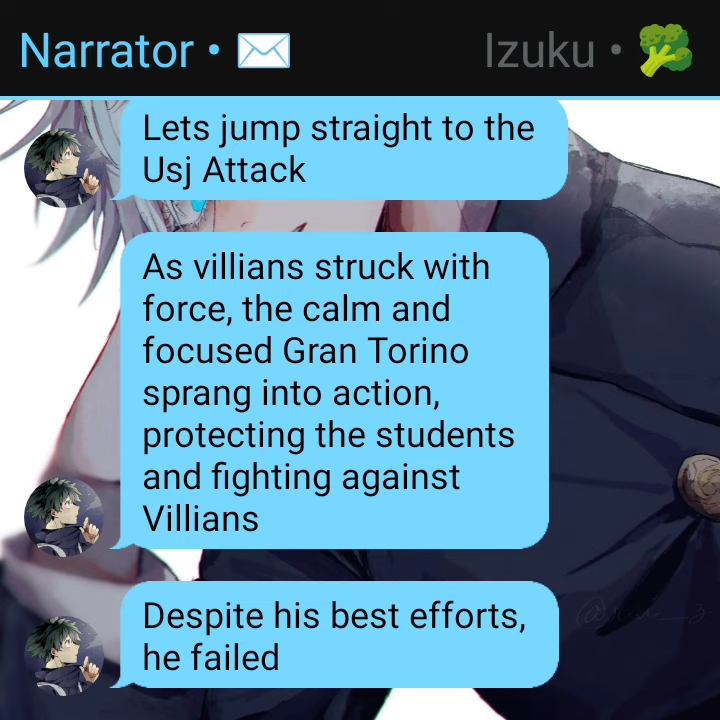 Narrator • ✉️ Izuku • 🥦
Lets jump straight to the
Usj Attack
As villians struck with
force, the calm and
focused Gran Torino
sprang into action,
protecting the students
and fighting against
Villians
Despite his best efforts,
he failed